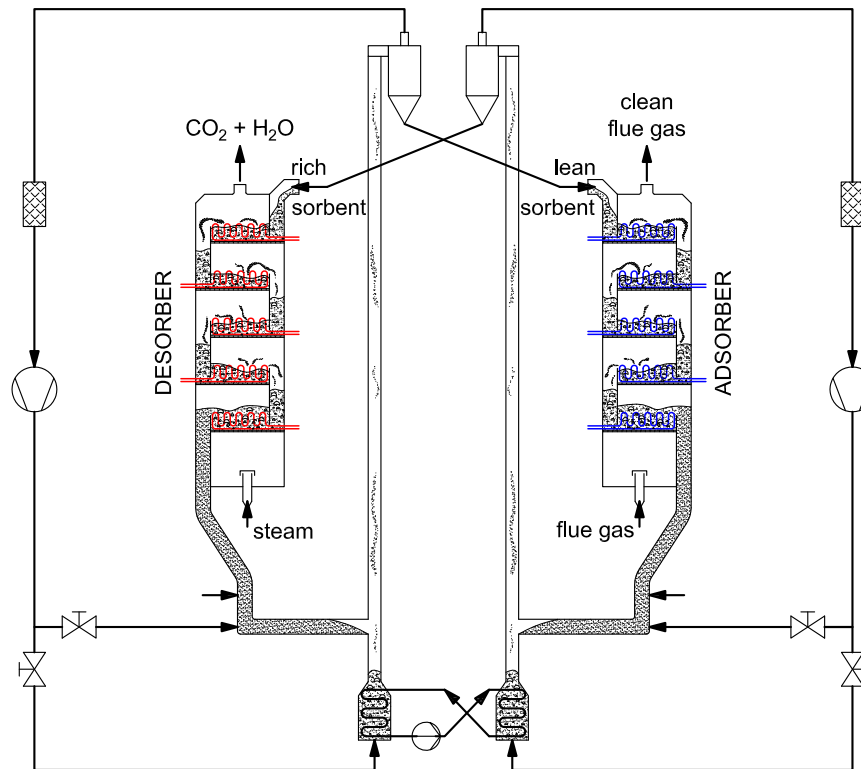 CO₂ + H₂O
clean
flue gas
rich
sorbent
lean
sorbent
DESORBER
ADSORBER
steam
flue gas